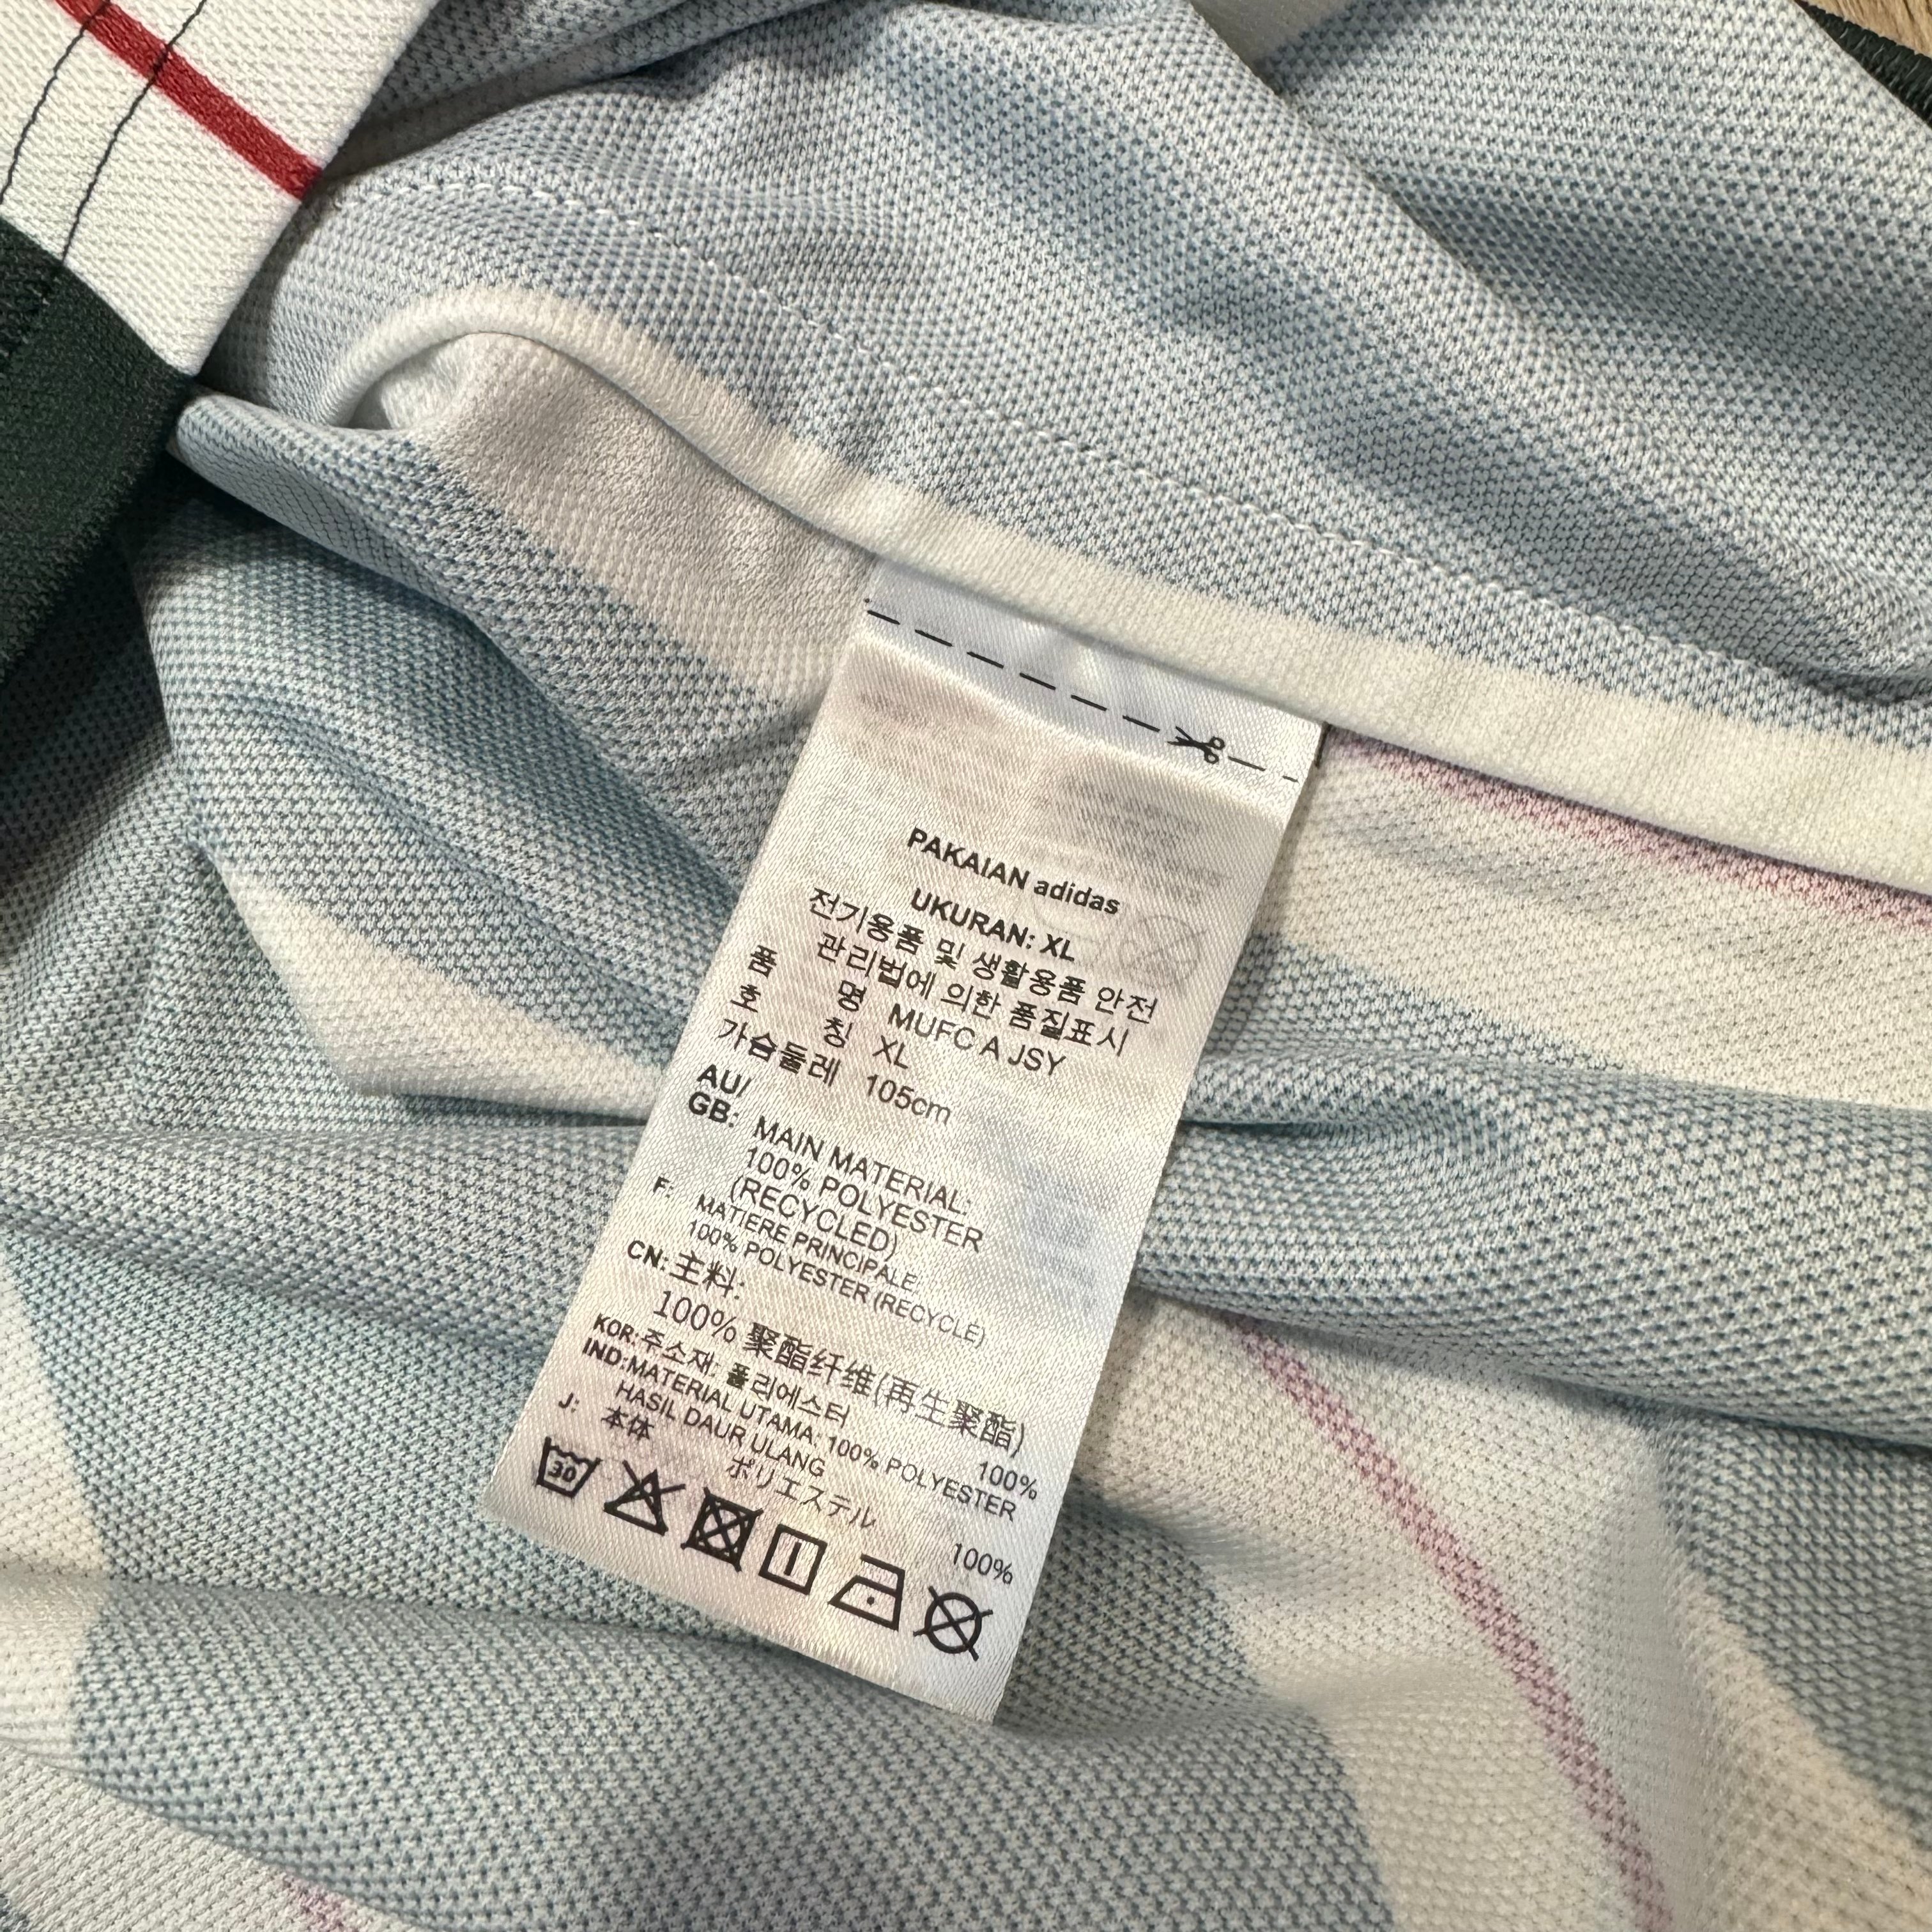 PAKAIAN adidas
UKURAN: XL
전기용품 및 생활용품 안전
관리법에 의한 품질표시
품 명 MUFC A JSY
호 칭 XL
가슴둘레 105cm
AU/
GB: MAIN MATERIAL:
100% POLYESTER
(RECYCLED)
F: MATIERE PRINCIPALE:
100% POLYESTER (RECYCLE)
CN: 主料:
100% 聚酯纤维(再生聚酯)
KOR: 주소재: 폴리에스터 100%
IND: MATERIAL UTAMA: 100% POLYESTER
HASIL DAUR ULANG
J: 本体
ポリエステル 100%
30